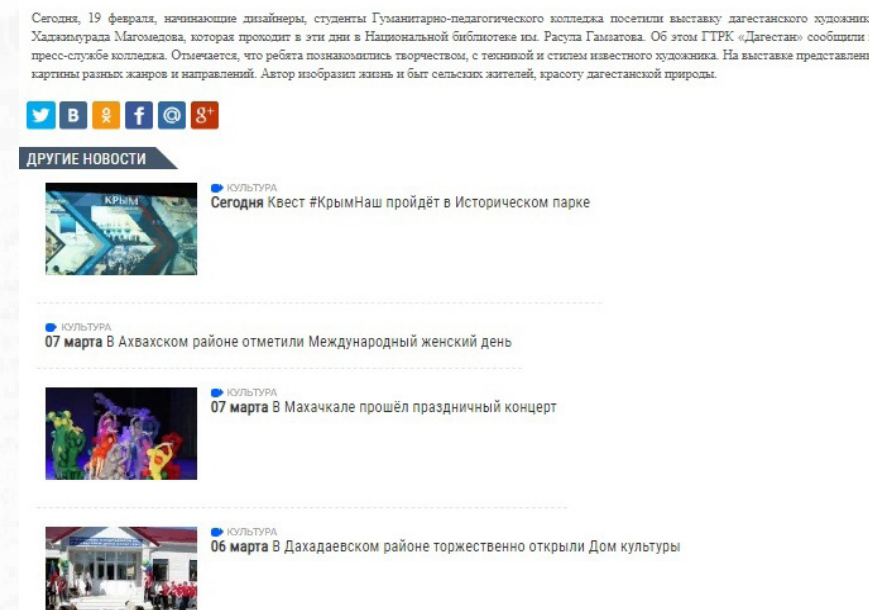 Сегодня, 19 февраля, начинающие дизайнеры, студенты Гуманитарно-педагогического колледжа посетили выставку дагестанского художник
Хаджимурада Магомедова, которая проходит в эти дни в Национальной библиотеке им. Расула Гамзатова. Об этом ГТРК «Дагестан» сообщили
пресс-службе колледжа. Отмечается, что ребята познакомились творчеством, с техникой и стилем известного художника. На выставке представлен
картины разных жанров и направлений. Автор изобразил жизнь и быт сельских жителей, красоту дагестанской природы.
B f @ g+
ДРУГИЕ НОВОСТИ
КРЫМ
КУЛЬТУРА
Сегодня Квест #КрымНаш пройдёт в Историческом парке
КУЛЬТУРА
07 марта В Ахвахском районе отметили Международный женский день
КУЛЬТУРА
07 марта В Махачкале прошёл праздничный концерт
КУЛЬТУРА
06 марта В Дахадаевском районе торжественно открыли Дом культуры